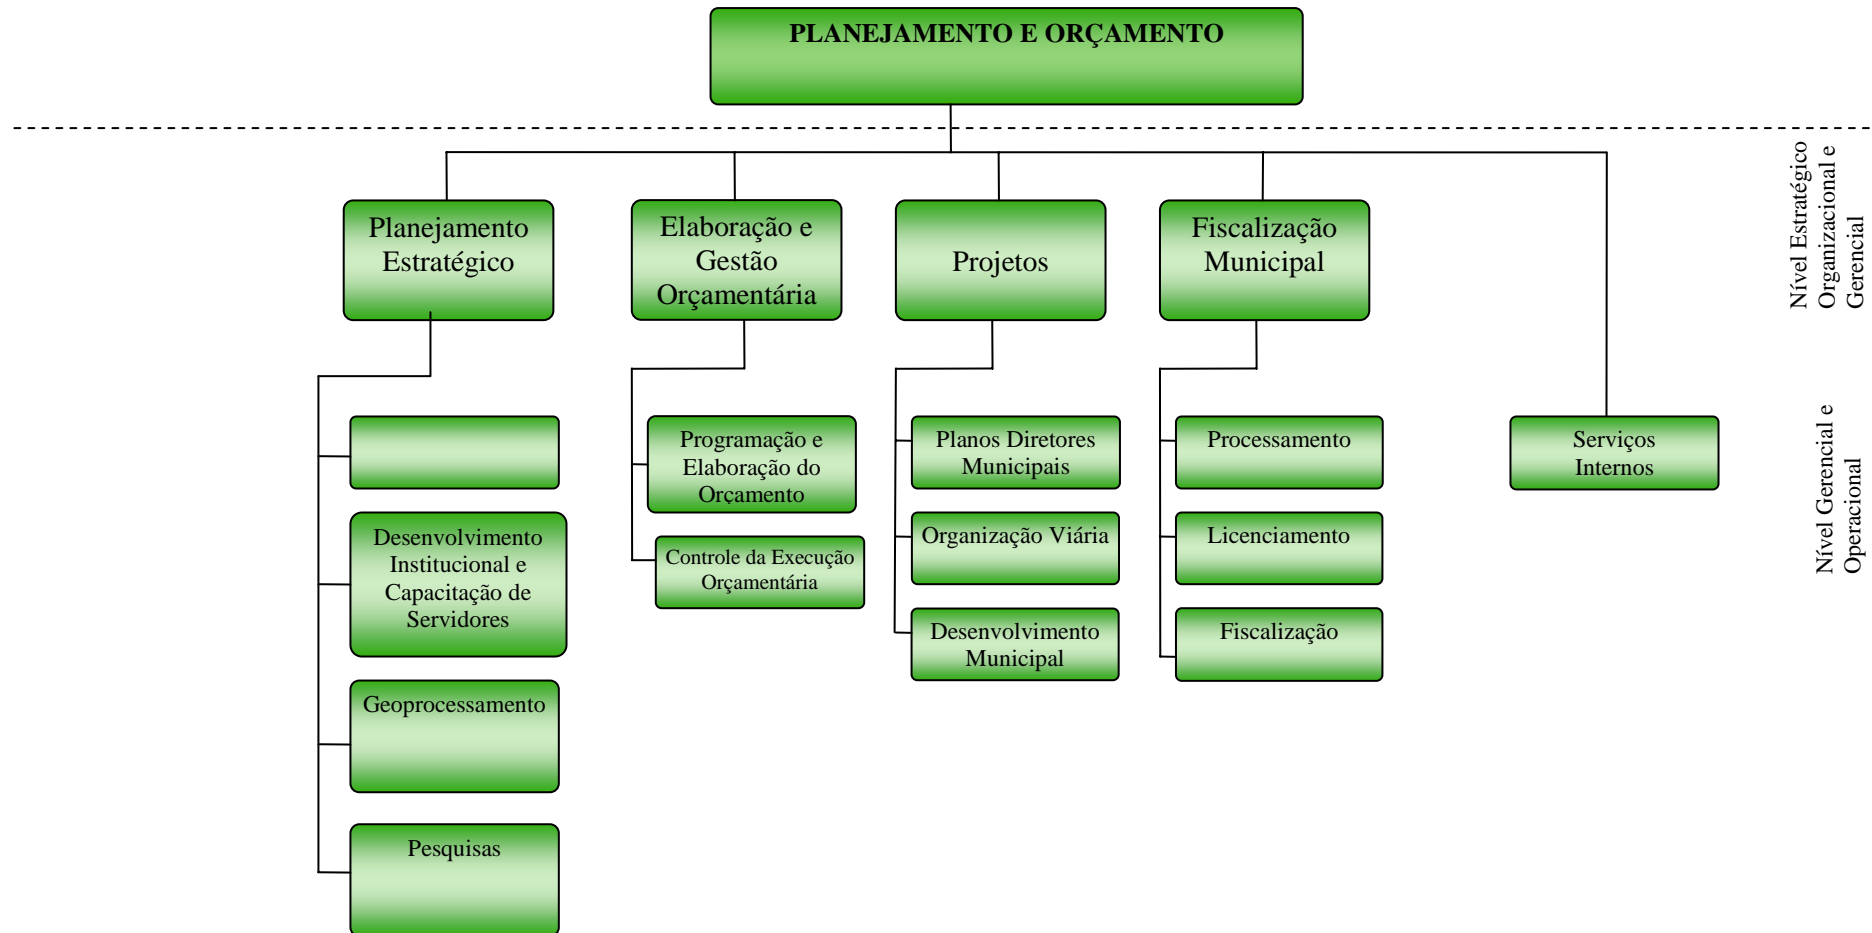 PLANEJAMENTO E ORÇAMENTO
Nível Estratégico
Organizacional e
Gerencial
Planejamento
Estratégico
Elaboração e
Gestão
Orçamentária
Projetos
Fiscalização
Municipal
Nível Gerencial e
Operacional
Programação e
Elaboração do
Orçamento
Planos Diretores
Municipais
Processamento
Serviços
Internos
Desenvolvimento
Institucional e
Capacitação de
Servidores
Controle da Execução
Orçamentária
Organização Viária
Licenciamento
Desenvolvimento
Municipal
Fiscalização
Geoprocessamento
Pesquisas